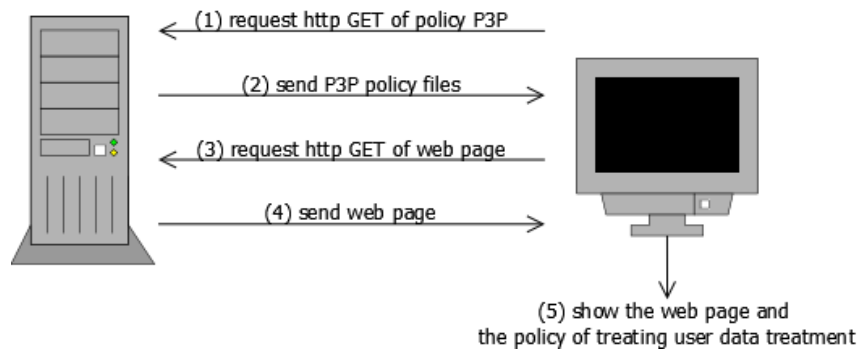 (1) request http GET of policy P3P
(2) send P3P policy files
(3) request http GET of web page
(4) send web page
(5) show the web page and
the policy of treating user data treatment